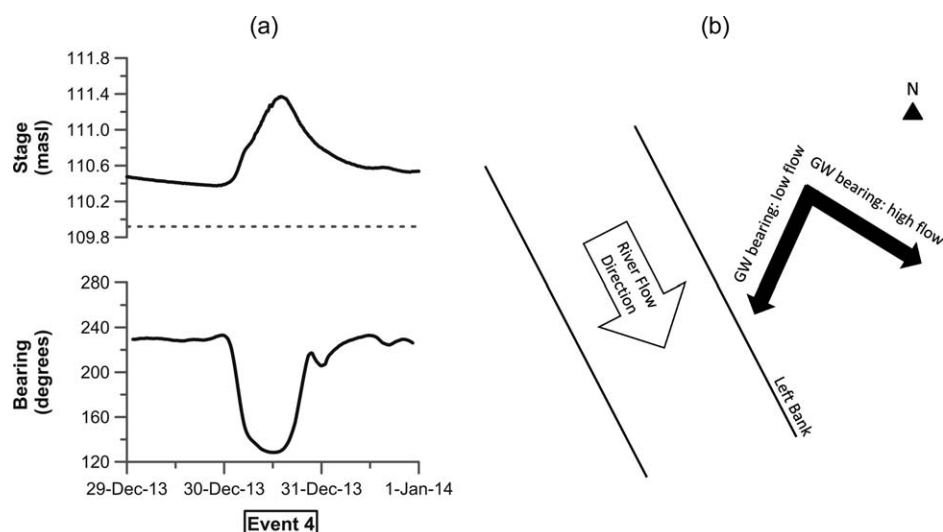 (a)
111.8
111.4
111.0
110.6
110.2
109.8
Stage
(masl)
280
240
200
160
120
Bearing
(degrees)
29-Dec-13
30-Dec-13
31-Dec-13
1-Jan-14
Event 4
(b)
N
GW bearing: low flow
GW bearing: high flow
River Flow
Direction
Left Bank